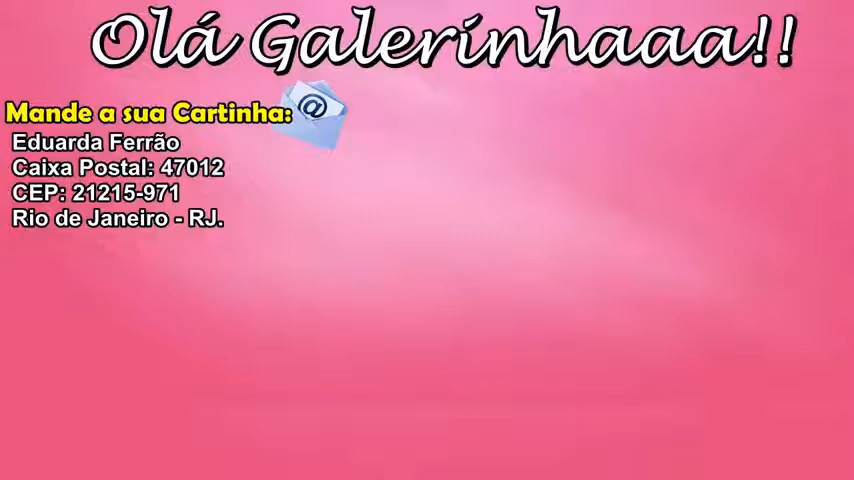 Olá Galerinhaaa!!
Mande a sua Cartinha:
@
Eduarda Ferrão
Caixa Postal: 47012
CEP: 21215-971
Rio de Janeiro - RJ.